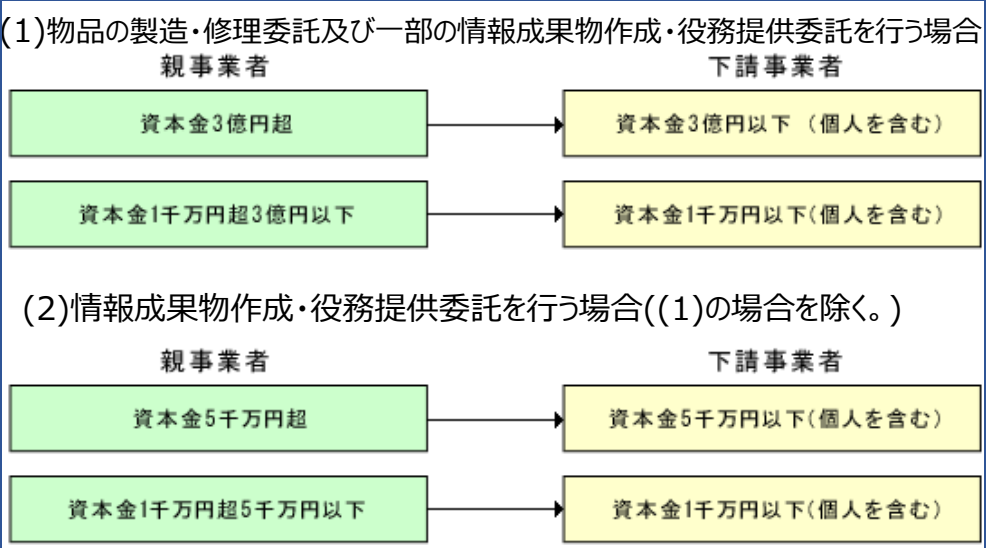 (1)物品の製造・修理委託及び一部の情報成果物作成・役務提供委託を行う場合
親事業者 下請事業者
資本金3億円超 資本金3億円以下 (個人を含む)
資本金1千万円超3億円以下 資本金1千万円以下(個人を含む)
(2)情報成果物作成・役務提供委託を行う場合((1)の場合を除く。)
親事業者 下請事業者
資本金5千万円超 資本金5千万円以下(個人を含む)
資本金1千万円超5千万円以下 資本金1千万円以下(個人を含む)